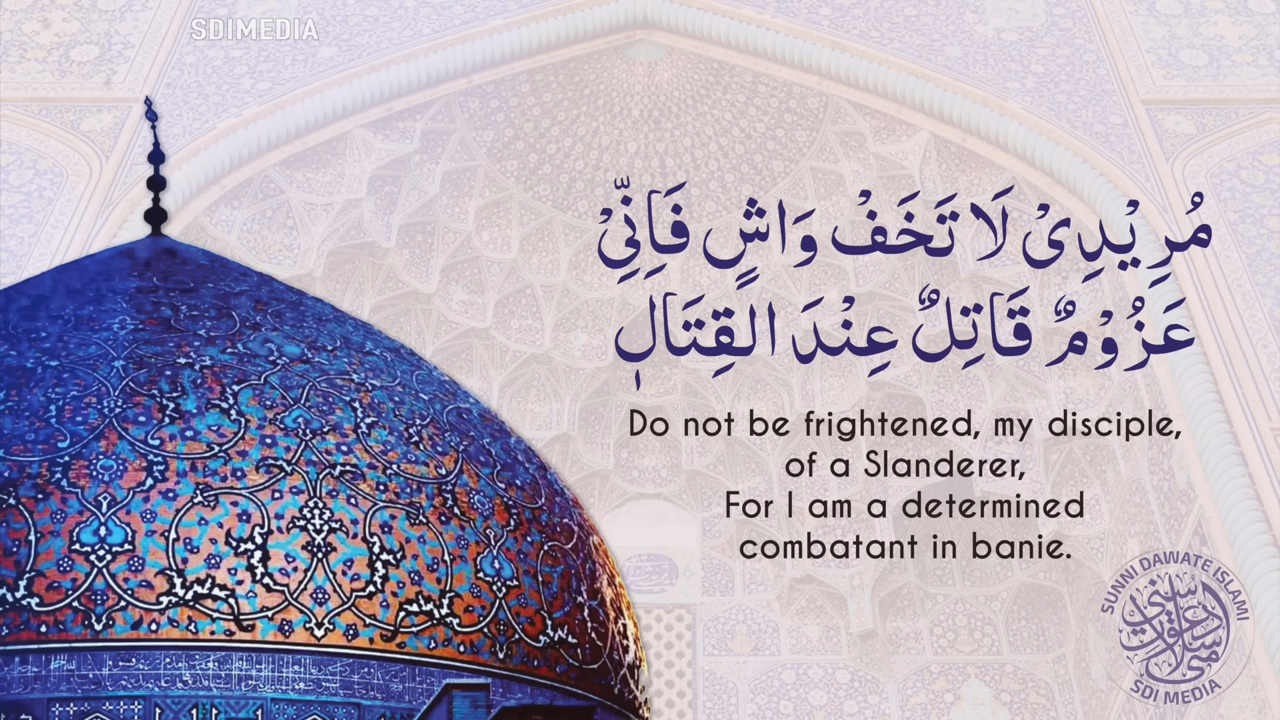 SDIMEDIA
مُرِيْدِىْ لَا تَخَفْ وَاشٍ فَاِنِّىْ
عَزُوْمٌ قَاتِلٌ عِنْدَ الْقِتَالٖ
Do not be frightened, my disciple,
of a Slanderer,
For I am a determined
combatant in banie.
SUNNI DAWATE ISLAMI
SDI MEDIA